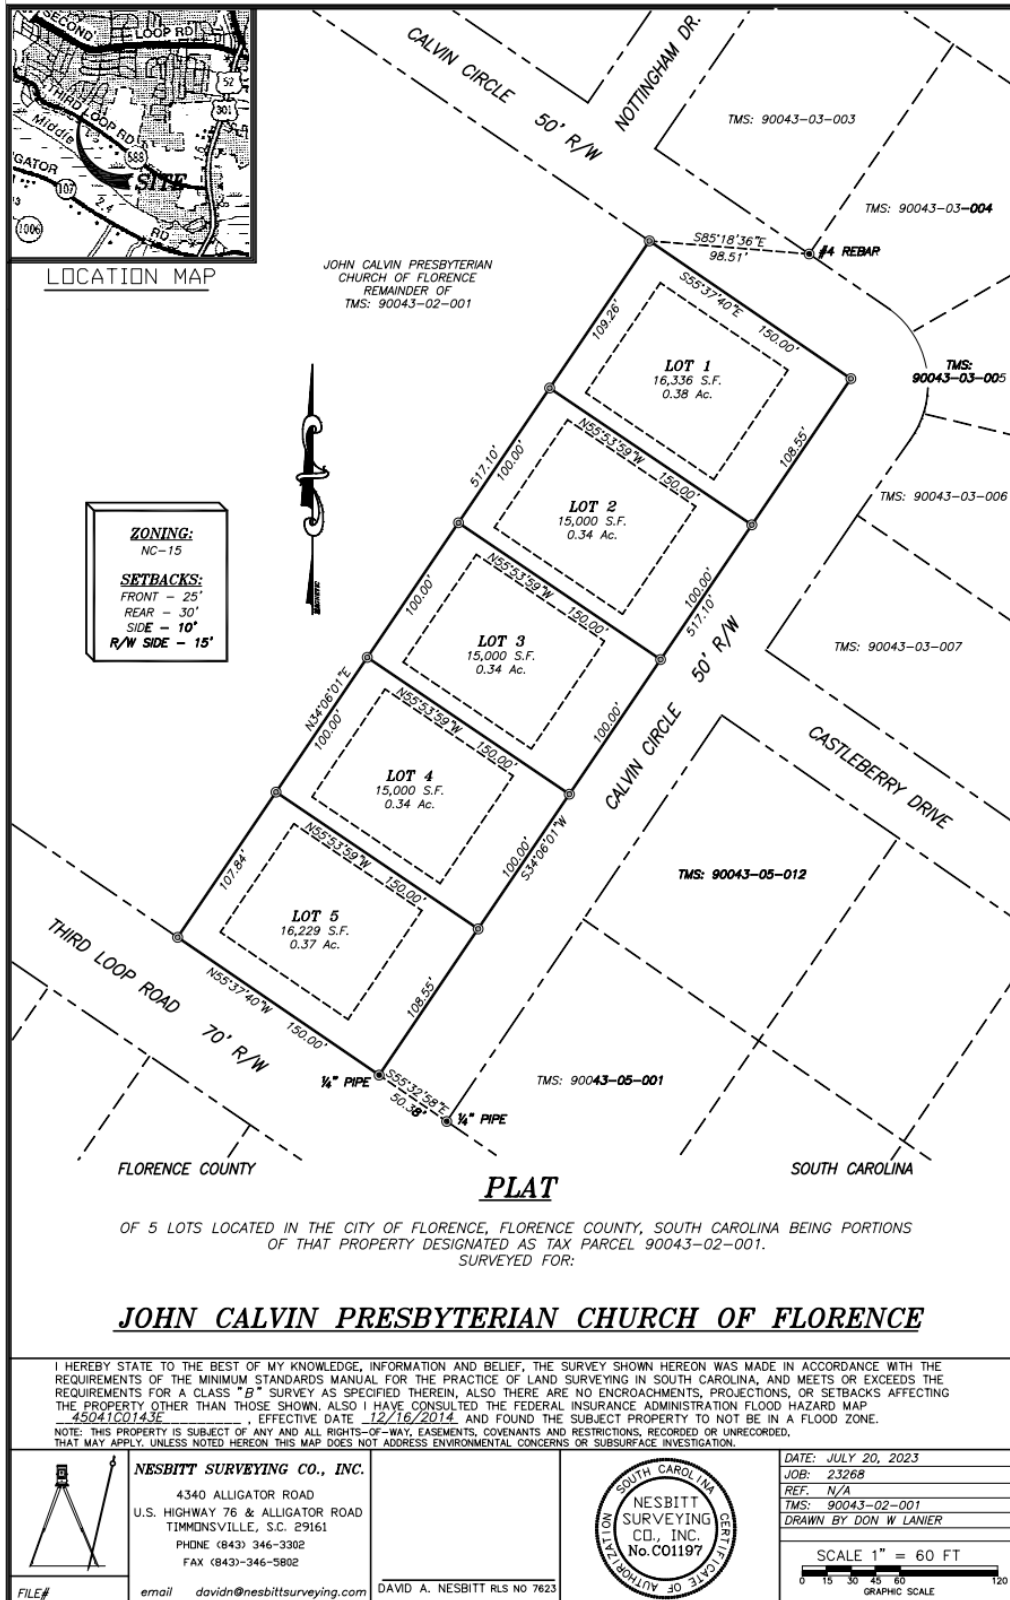 SECOND
LOOP RD
52
301
THIRD LOOP RD
Middle
588
SITE
GATOR
107
2.4
RD
1006
LOCATION MAP
CALVIN CIRCLE
50' R/W
NOTTINGHAM DR.
TMS: 90043-03-003
TMS: 90043-03-004
S85°18'36"E
98.51'
#4 REBAR
JOHN CALVIN PRESBYTERIAN
CHURCH OF FLORENCE
REMAINDER OF
TMS: 90043-02-001
S55°37'40"E
150.00'
109.26'
LOT 1
16,336 S.F.
0.38 Ac.
TMS:
90043-03-005
108.55'
N55°53'59"W
150.00'
517.10'
100.00'
LOT 2
15,000 S.F.
0.34 Ac.
TMS: 90043-03-006
MAGNETIC
ZONING:
NC-15
SETBACKS:
FRONT - 25'
REAR - 30'
SIDE - 10'
R/W SIDE - 15'
N55°53'59"W
150.00'
100.00'
100.00'
517.10'
50' R/W
LOT 3
15,000 S.F.
0.34 Ac.
TMS: 90043-03-007
N34°06'01"E
100.00'
N55°53'59"W
150.00'
100.00'
CALVIN CIRCLE
CASTLEBERRY DRIVE
LOT 4
15,000 S.F.
0.34 Ac.
N55°53'59"W
150.00'
100.00'
S34°06'01"W
107.84'
TMS: 90043-05-012
LOT 5
16,229 S.F.
0.37 Ac.
THIRD LOOP ROAD
70' R/W
N55°37'40"W
150.00'
108.55'
1/4" PIPE
S55°32'58"E
50.38'
1/4" PIPE
TMS: 90043-05-001
FLORENCE COUNTY
SOUTH CAROLINA
PLAT
OF 5 LOTS LOCATED IN THE CITY OF FLORENCE, FLORENCE COUNTY, SOUTH CAROLINA BEING PORTIONS
OF THAT PROPERTY DESIGNATED AS TAX PARCEL 90043-02-001.
SURVEYED FOR:
JOHN CALVIN PRESBYTERIAN CHURCH OF FLORENCE
I HEREBY STATE TO THE BEST OF MY KNOWLEDGE, INFORMATION AND BELIEF, THE SURVEY SHOWN HEREON WAS MADE IN ACCORDANCE WITH THE
REQUIREMENTS OF THE MINIMUM STANDARDS MANUAL FOR THE PRACTICE OF LAND SURVEYING IN SOUTH CAROLINA, AND MEETS OR EXCEEDS THE
REQUIREMENTS FOR A CLASS "B" SURVEY AS SPECIFIED THEREIN, ALSO THERE ARE NO ENCROACHMENTS, PROJECTIONS, OR SETBACKS AFFECTING
THE PROPERTY OTHER THAN THOSE SHOWN. ALSO I HAVE CONSULTED THE FEDERAL INSURANCE ADMINISTRATION FLOOD HAZARD MAP
45041C0143E, EFFECTIVE DATE 12/16/2014 AND FOUND THE SUBJECT PROPERTY TO NOT BE IN A FLOOD ZONE.
NOTE: THIS PROPERTY IS SUBJECT OF ANY AND ALL RIGHTS-OF-WAY, EASEMENTS, COVENANTS AND RESTRICTIONS, RECORDED OR UNRECORDED,
THAT MAY APPLY. UNLESS NOTED HEREON THIS MAP DOES NOT ADDRESS ENVIRONMENTAL CONCERNS OR SUBSURFACE INVESTIGATION.
FILE#
NESBITT SURVEYING CO., INC.
4340 ALLIGATOR ROAD
U.S. HIGHWAY 76 & ALLIGATOR ROAD
TIMMONSVILLE, S.C. 29161
PHONE (843) 346-3302
FAX (843)-346-5802
email davidn@nesbittsurveying.com
DAVID A. NESBITT RLS NO 7623
SOUTH CAROLINA
CERTIFICATE OF AUTHORIZATION
NESBITT
SURVEYING
CO., INC.
No.C01197
DATE: JULY 20, 2023
JOB: 23268
REF. N/A
TMS: 90043-02-001
DRAWN BY DON W LANIER
SCALE 1" = 60 FT
0 15 30 45 60 120
GRAPHIC SCALE